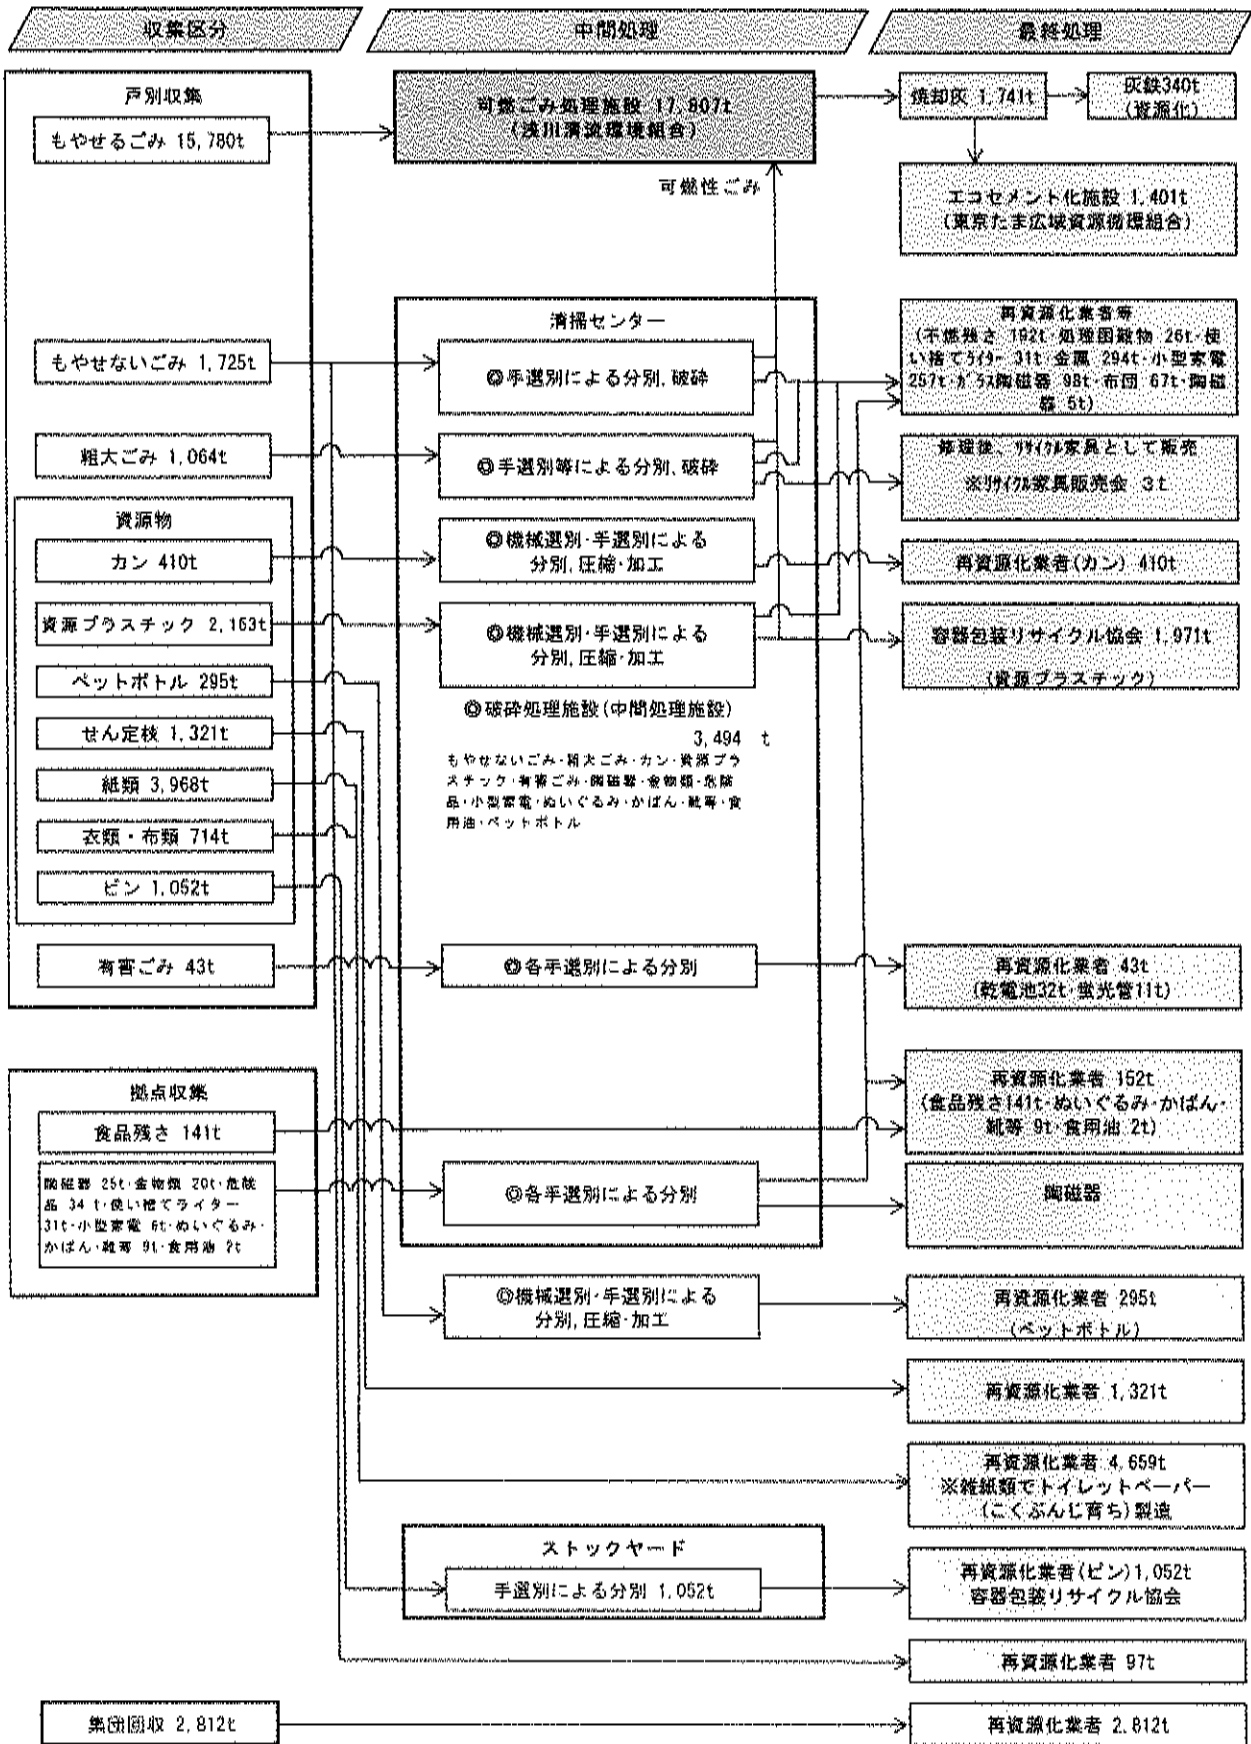 収集区分
中間処理
最終処理
戸別収集
もやせるごみ 15,780t
可燃ごみ処理施設 17,807t
(浅川清流環境組合)
焼却灰 1,741t
灰鉄340t
(資源化)
可燃性ごみ
エコセメント化施設 1,401t
(東京たま広域資源循環組合)
清掃センター
もやせないごみ 1,725t
◎手選別による分別,破砕
再資源化業者等
(不燃残さ 192t・処理困難物 26t・使
い捨てライター 31t・金属 294t・小型家電
257t・ガラス陶磁器 98t・布団 67t・陶磁
器 5t)
粗大ごみ 1,064t
◎手選別等による分別,破砕
修理後、リサイクル家具として販売
※リサイクル家具販売会 3t
資源物
カン 410t
◎機械選別・手選別による
分別,圧縮・加工
再資源化業者(カン) 410t
資源プラスチック 2,163t
◎機械選別・手選別による
分別,圧縮・加工
容器包装リサイクル協会 1,971t
(資源プラスチック)
ペットボトル 295t
せん定枝 1,321t
紙類 3,968t
衣類・布類 714t
ビン 1,052t
◎破砕処理施設(中間処理施設)
3,494 t
もやせないごみ・粗大ごみ・カン・資源プラ
スチック・有害ごみ・陶磁器・金物類・危険
品・小型家電・ぬいぐるみ・かばん・靴等・食
用油・ペットボトル
有害ごみ 43t
◎各手選別による分別
再資源化業者 43t
(乾電池32t・蛍光管11t)
拠点収集
食品残さ 141t
再資源化業者 152t
(食品残さ141t・ぬいぐるみ・かばん・
靴等 9t・食用油 2t)
陶磁器 25t・金物類 20t・危険
品 34 t・使い捨てライター
31t・小型家電 6t・ぬいぐるみ・
かばん・靴等 9t・食用油 2t
◎各手選別による分別
陶磁器
◎機械選別・手選別による
分別,圧縮・加工
再資源化業者 295t
(ペットボトル)
再資源化業者 1,321t
再資源化業者 4,659t
※雑紙類でトイレットペーパー
(こくぶんじ育ち)製造
ストックヤード
手選別による分別 1,052t
再資源化業者(ビン)1,052t
容器包装リサイクル協会
再資源化業者 97t
集団回収 2,812t
再資源化業者 2,812t